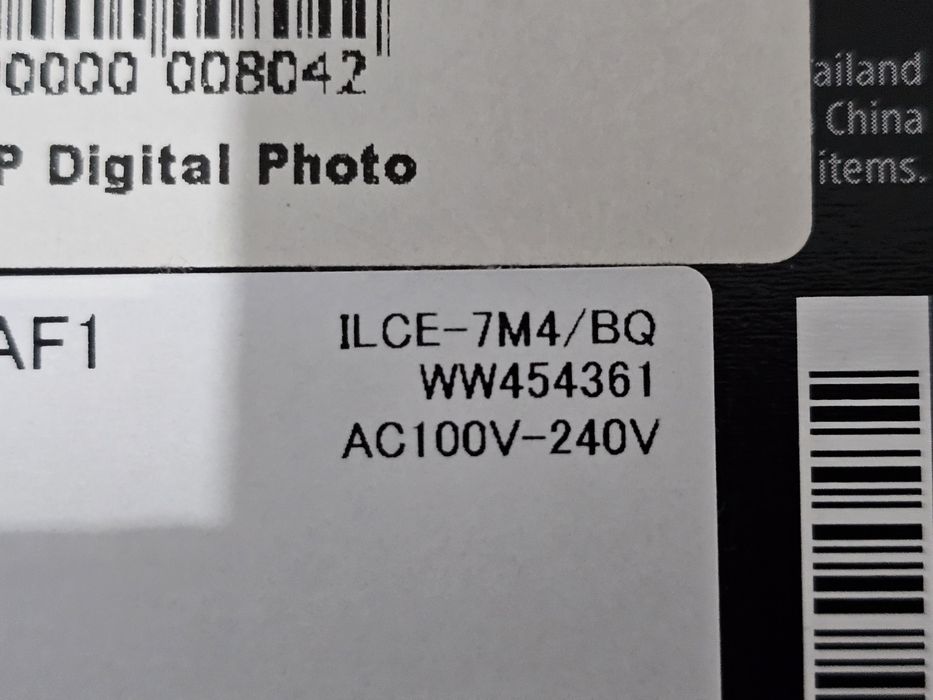 0000 008042
P Digital Photo
ailand
China
items.
AF1
ILCE-7M4/BQ
WW454361
AC100V-240V